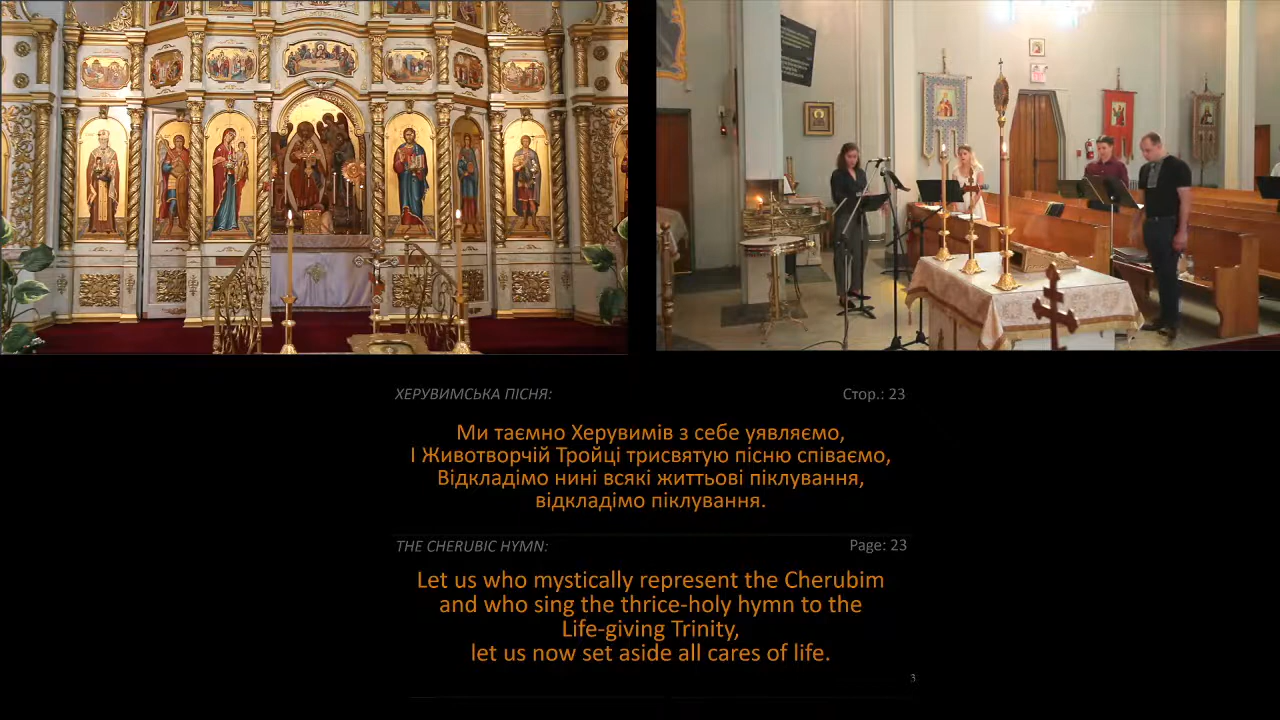 ХЕРУВИМСЬКА ПІСНЯ:
Стор.: 23
Ми таємно Херувимів з себе уявляємо,
І Животворчій Тройці трисвятую пісню співаємо,
Відкладімо нині всякі життьові піклування,
відкладімо піклування.
THE CHERUBIC HYMN:
Page: 23
Let us who mystically represent the Cherubim
and who sing the thrice-holy hymn to the
Life-giving Trinity,
let us now set aside all cares of life.
3